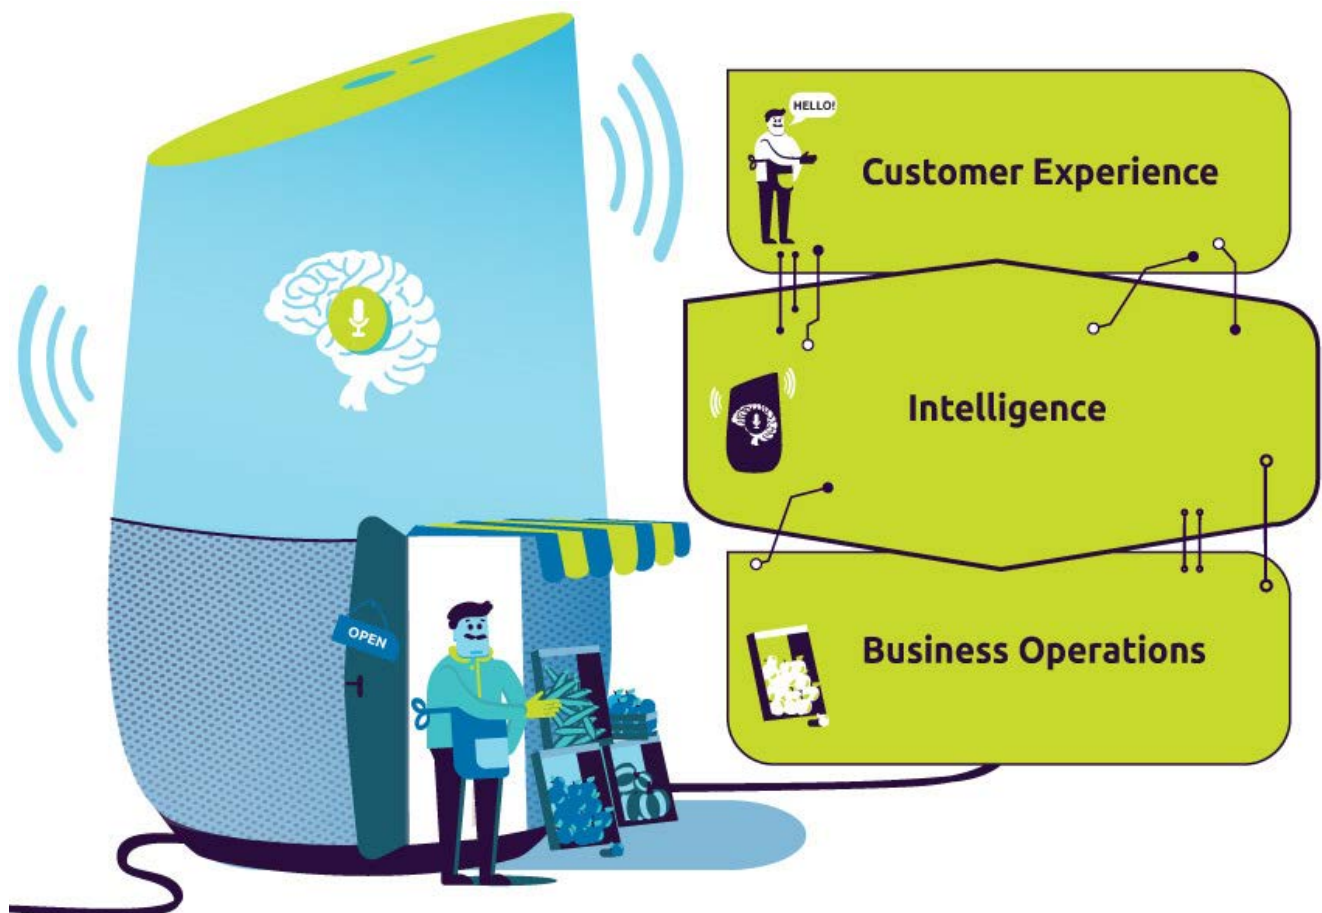 HELLO!
Customer Experience
Intelligence
OPEN
Business Operations